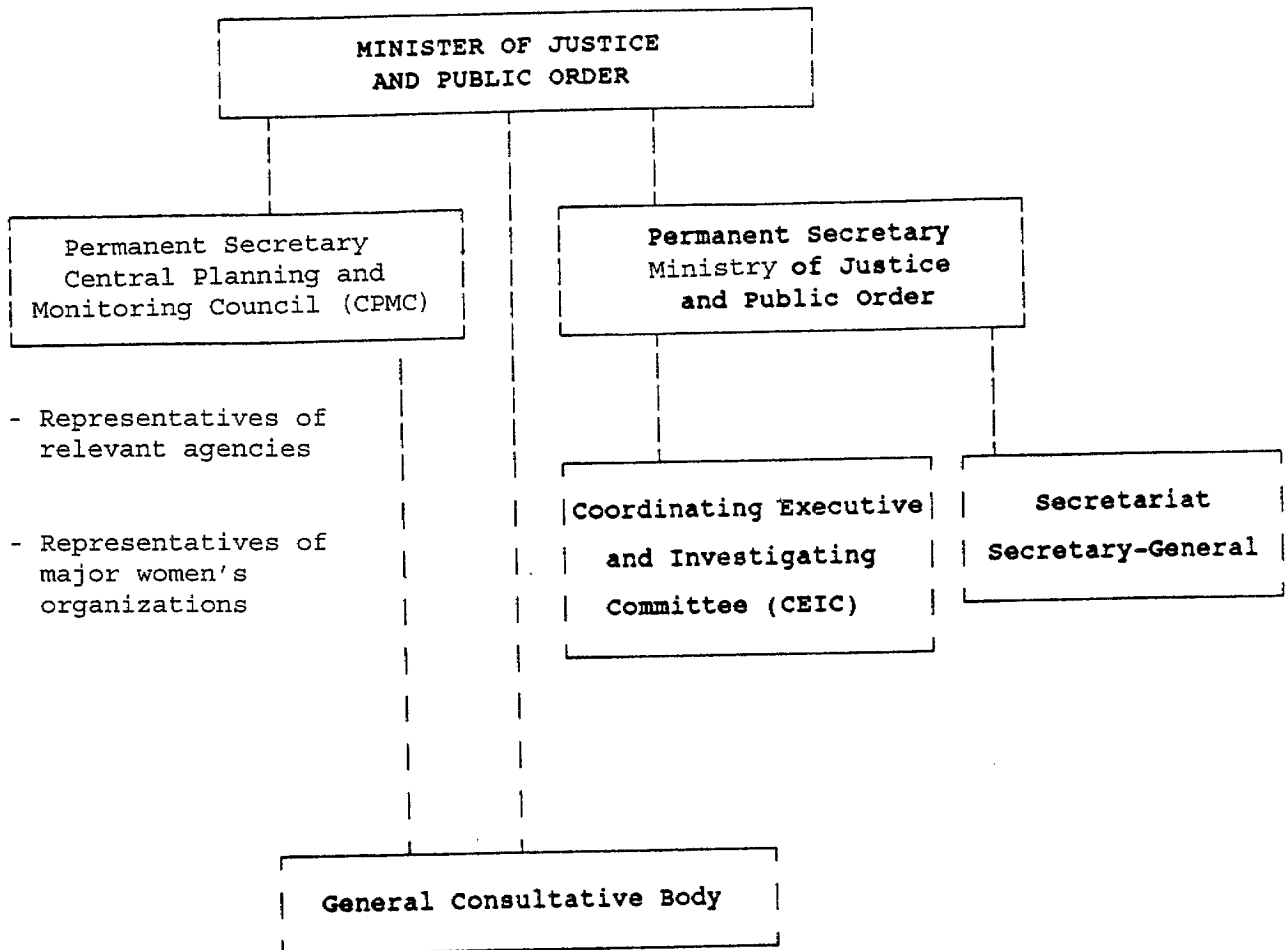 MINISTER OF JUSTICE
AND PUBLIC ORDER
Permanent Secretary
Central Planning and
Monitoring Council (CPMC)
Permanent Secretary
Ministry of Justice
and Public Order
- Representatives of
relevant agencies
- Representatives of
major women's
organizations
Coordinating Executive
and Investigating
Committee (CEIC)
Secretariat
Secretary-General
General Consultative Body